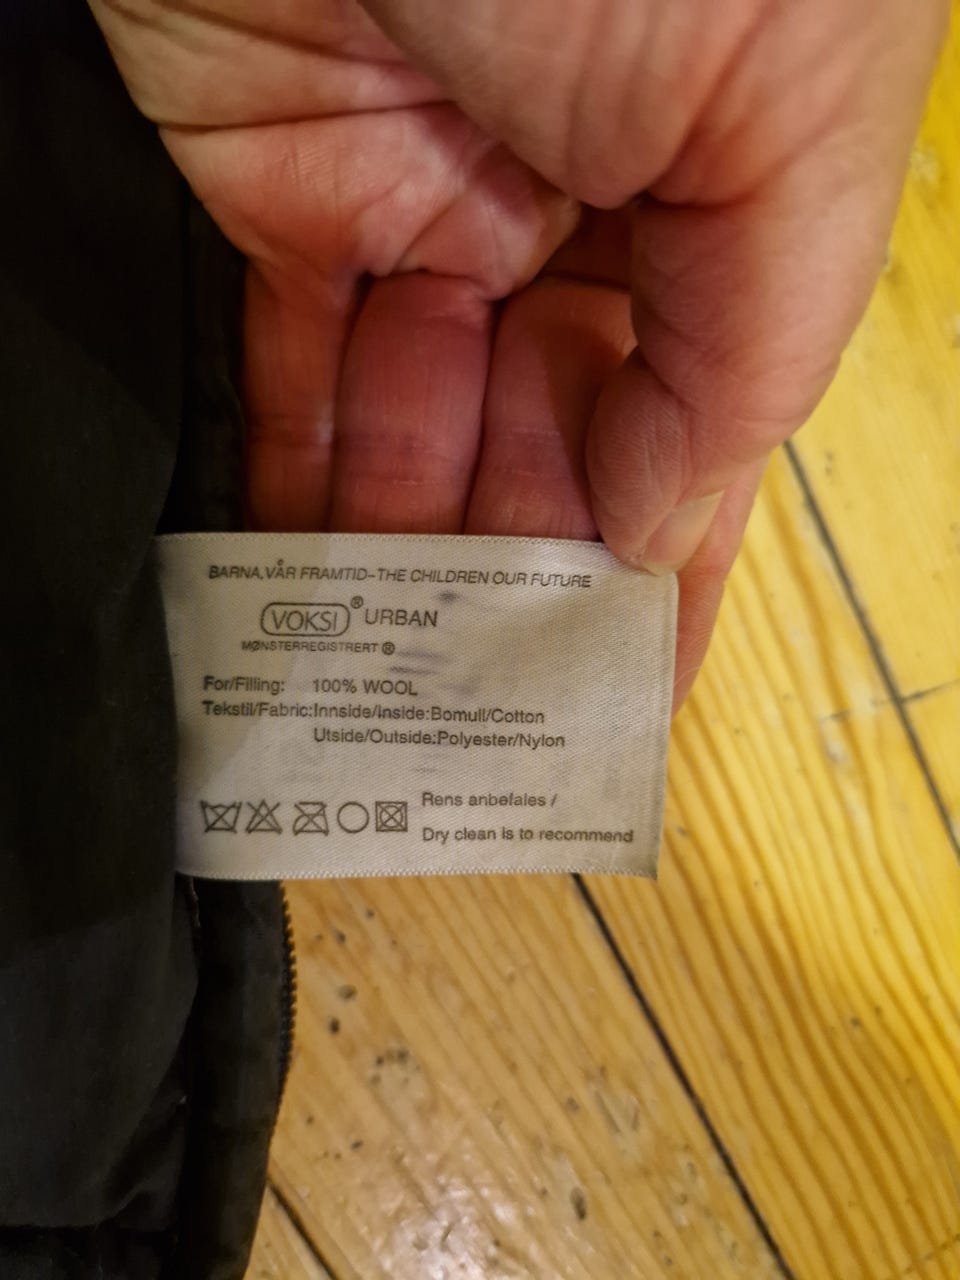 BARNA,VÅR FRAMTID-THE CHILDREN OUR FUTURE
VOKSI® URBAN
MØNSTERREGISTRERT ®
For/Filling: 100% WOOL
Tekstil/Fabric:Innside/Inside:Bomull/Cotton
Utside/Outside:Polyester/Nylon
Rens anbefales /
Dry clean is to recommend